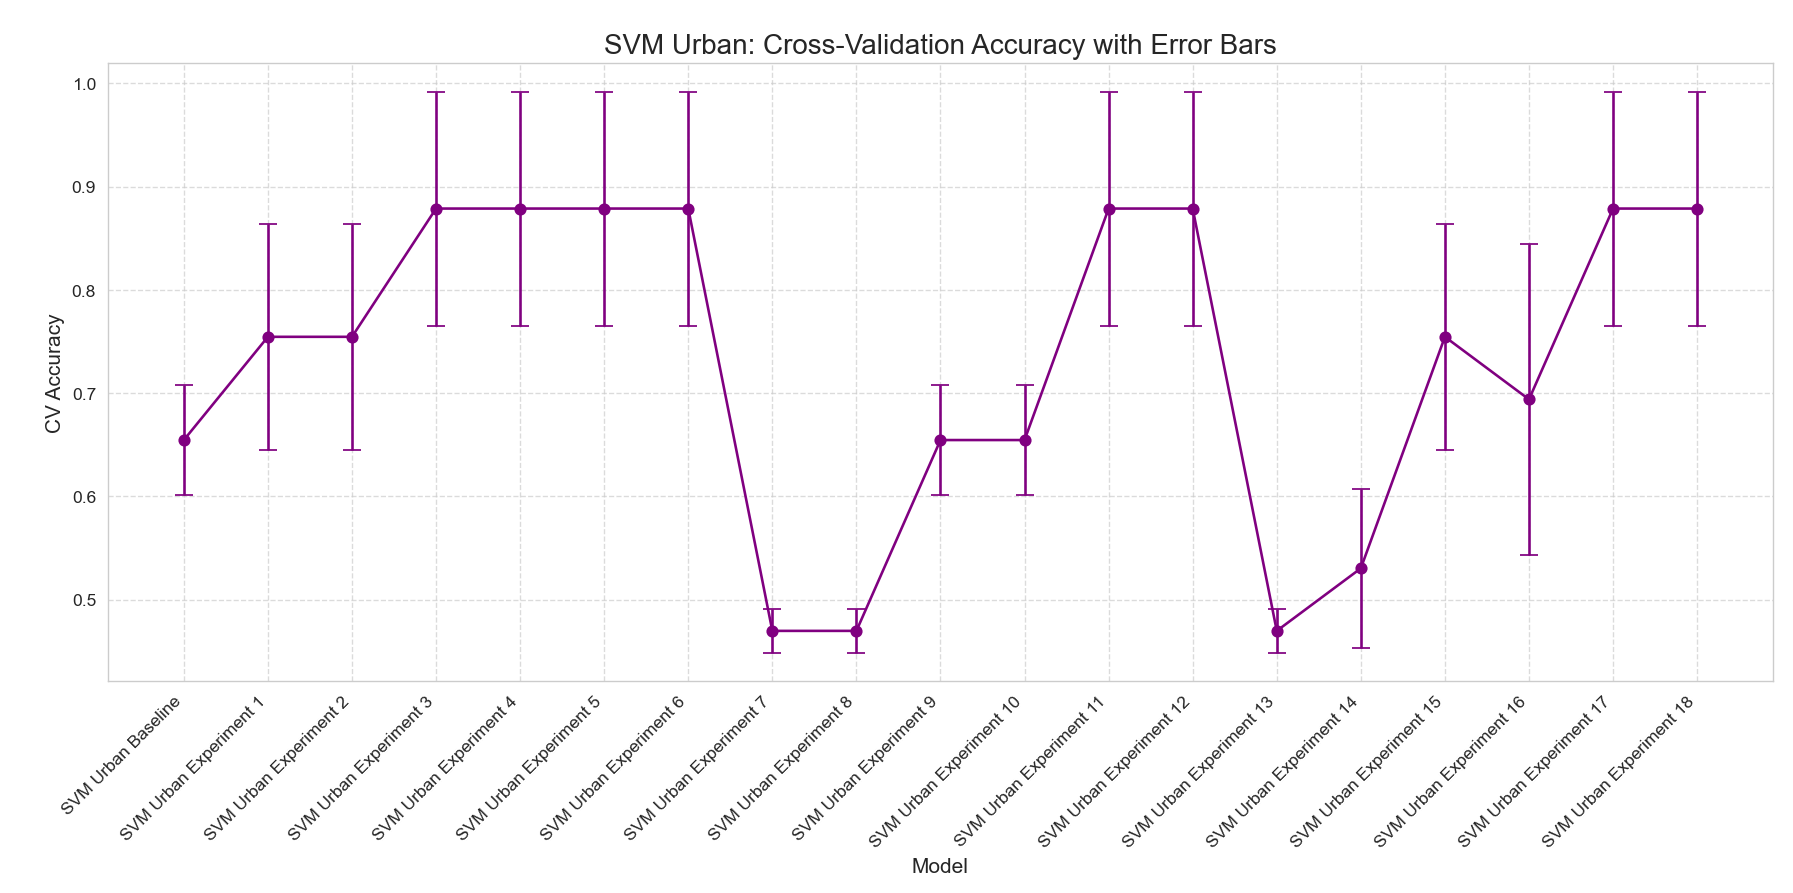 SVM Urban: Cross-Validation Accuracy with Error Bars
CV Accuracy
1.0
0.9
0.8
0.7
0.6
0.5
SVM Urban Baseline
SVM Urban Experiment 1
SVM Urban Experiment 2
SVM Urban Experiment 3
SVM Urban Experiment 4
SVM Urban Experiment 5
SVM Urban Experiment 6
SVM Urban Experiment 7
SVM Urban Experiment 8
SVM Urban Experiment 9
SVM Urban Experiment 10
SVM Urban Experiment 11
SVM Urban Experiment 12
SVM Urban Experiment 13
SVM Urban Experiment 14
SVM Urban Experiment 15
SVM Urban Experiment 16
SVM Urban Experiment 17
SVM Urban Experiment 18
Model